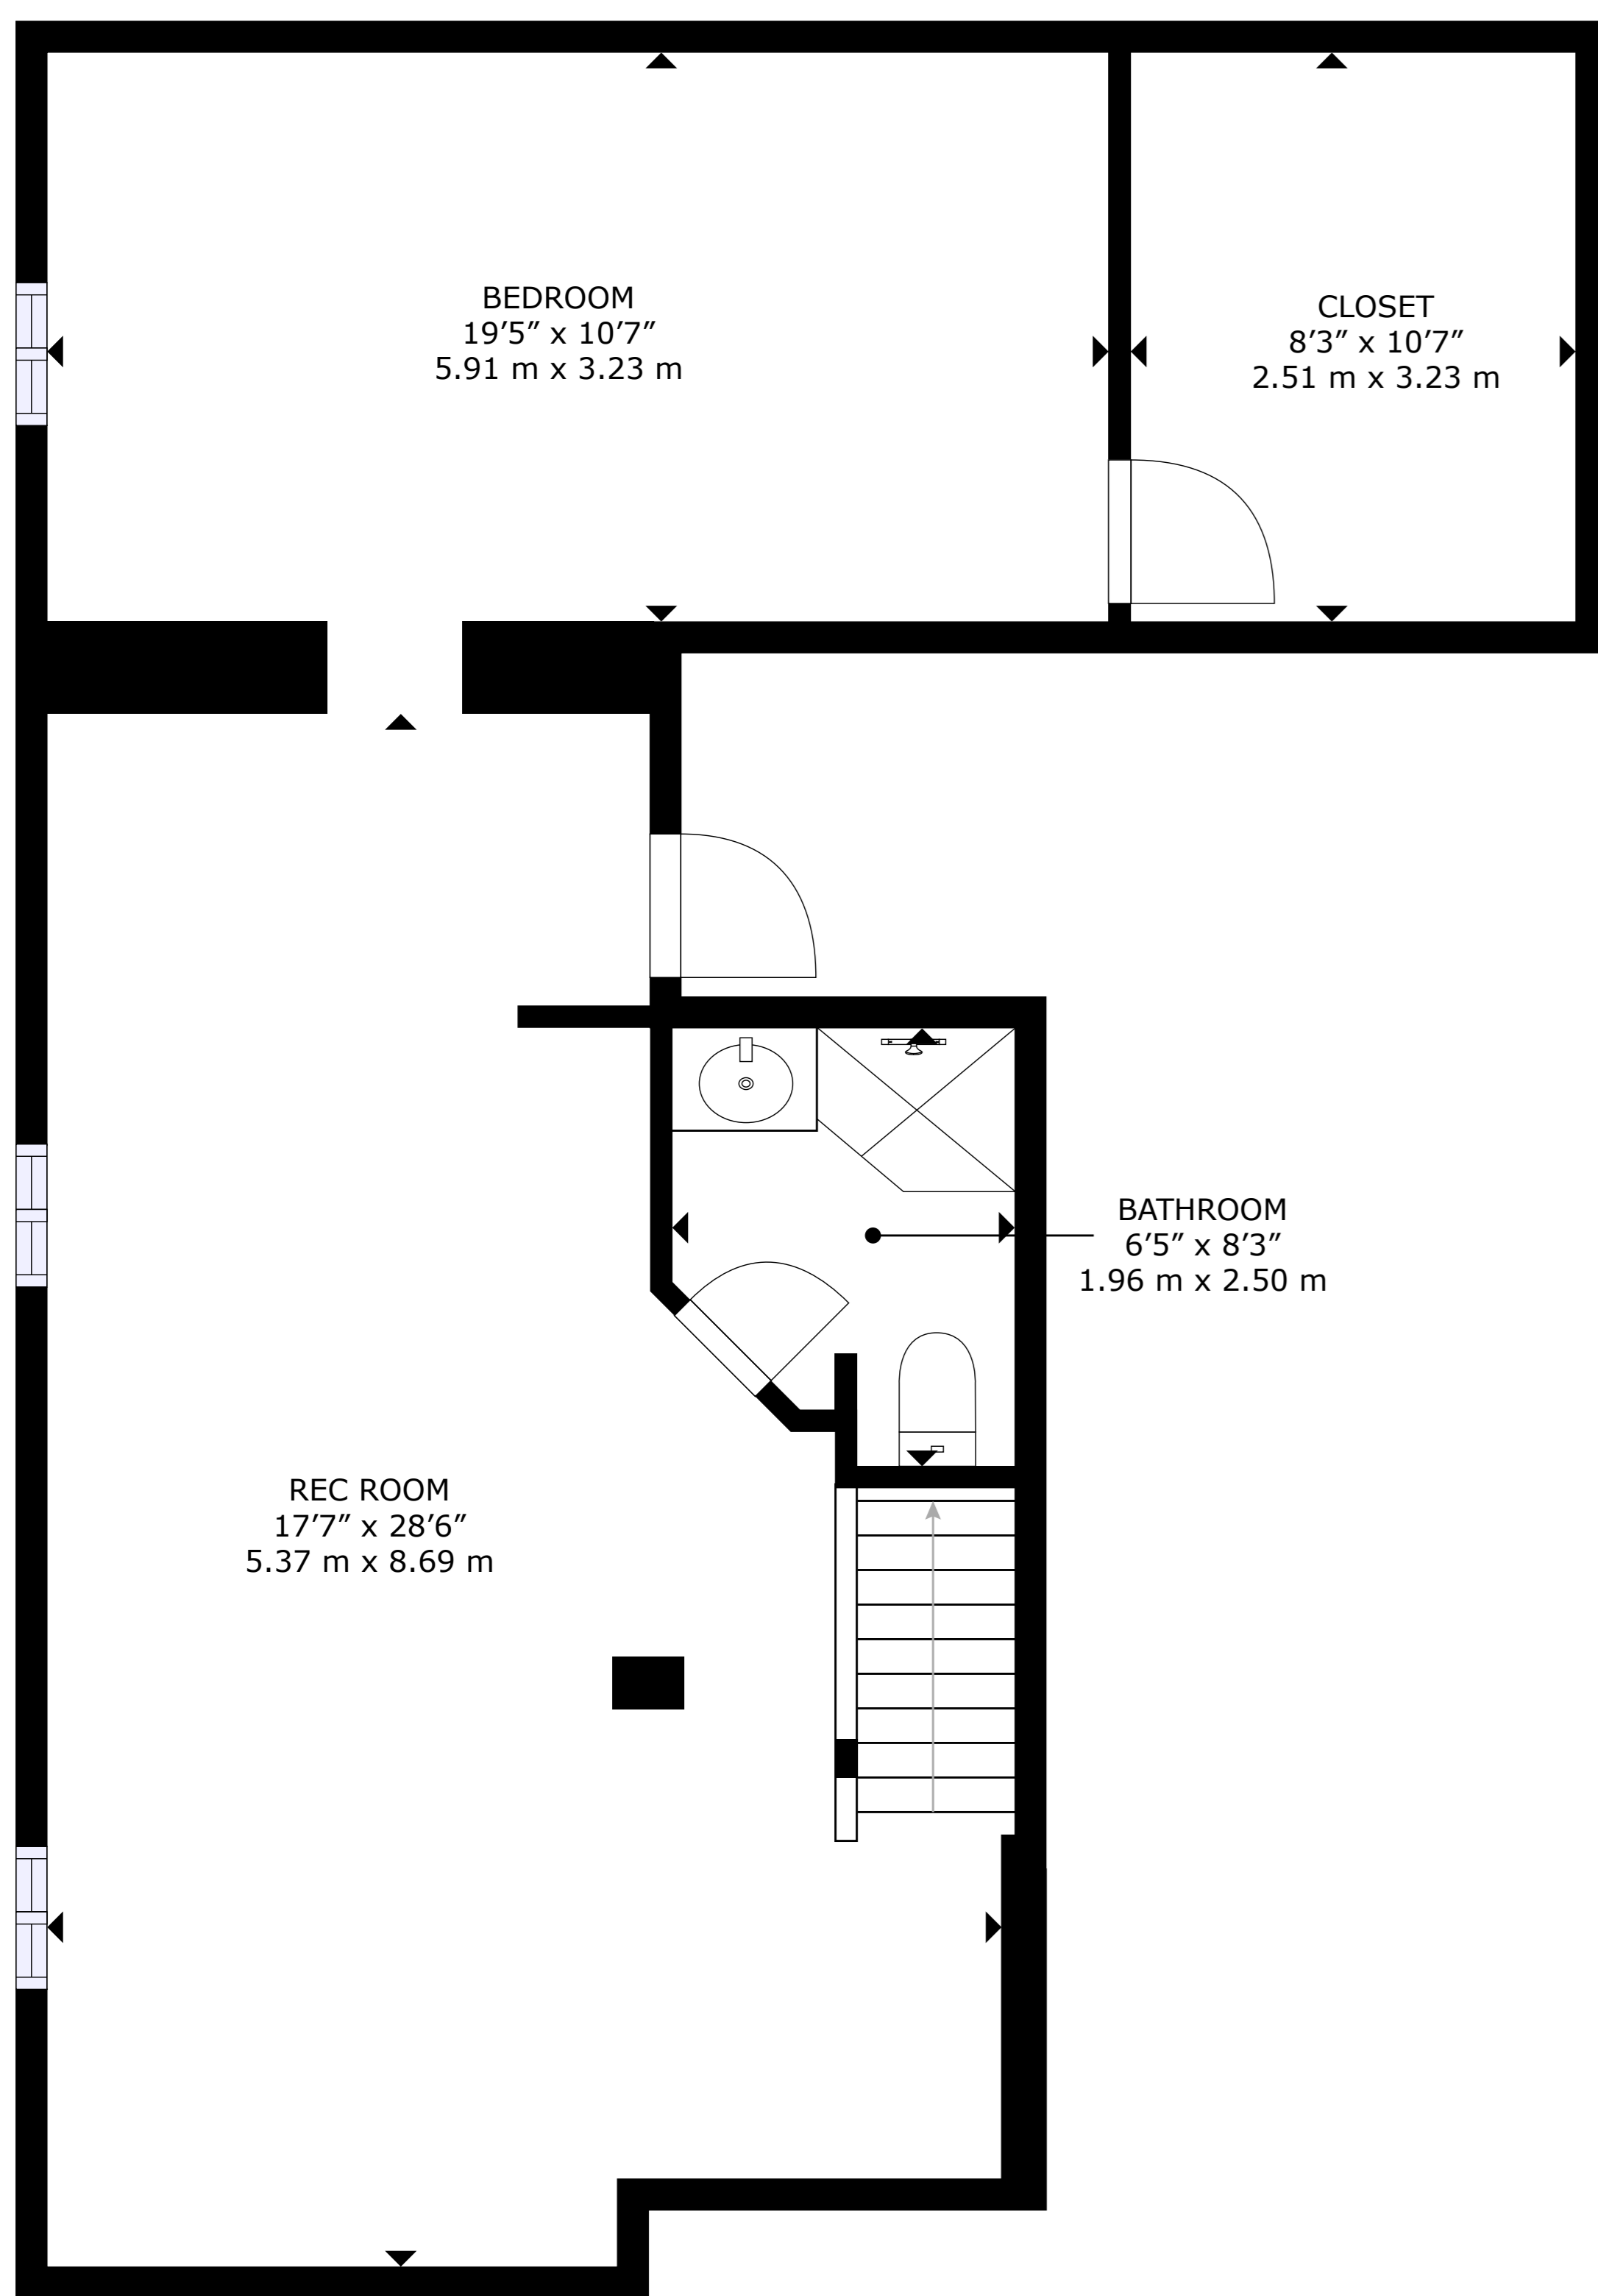 BEDROOM
19′5″ x 10′7″
5.91 m x 3.23 m
CLOSET
8′3″ x 10′7″
2.51 m x 3.23 m
BATHROOM
6′5″ x 8′3″
1.96 m x 2.50 m
REC ROOM
17′7″ x 28′6″
5.37 m x 8.69 m